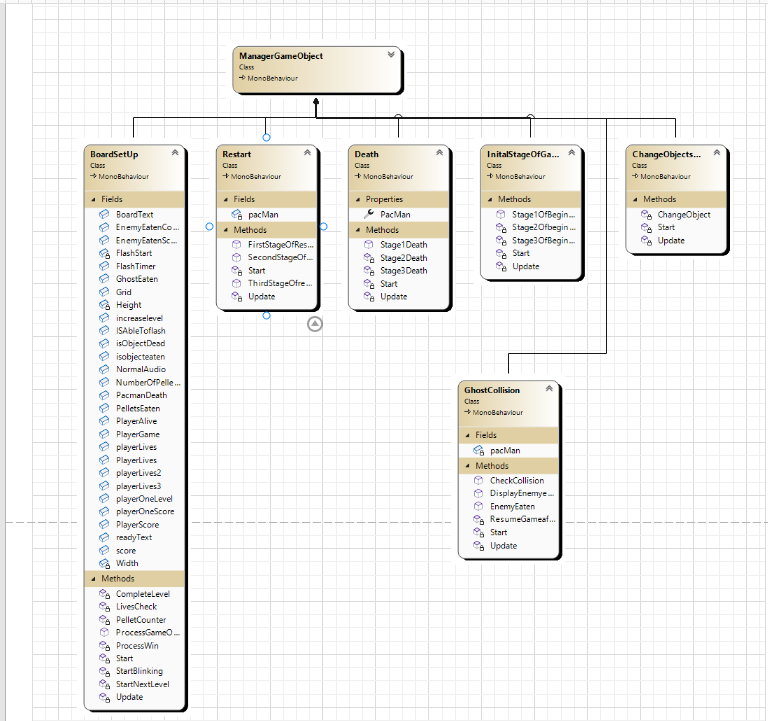 ManagerGameObject
Class
MonoBehaviour
BoardSetUp
Class
MonoBehaviour
Fields
BoardText
EnemyEatenCo...
EnemyEatenSc...
FlashStart
FlashTimer
GhostEaten
Grid
Height
increaselevel
ISAbleToflash
isObjectDead
isobjecteaten
NormalAudio
NumberOfPelle...
PacmanDeath
PelletsEaten
PlayerAlive
PlayerGame
playerLives
PlayerLives
playerLives2
playerLives3
playerOneLevel
playerOneScore
PlayerScore
readyText
score
Width
Methods
CompleteLevel
LivesCheck
PelletCounter
ProcessGameO...
ProcessWin
Start
StartBlinking
StartNextLevel
Update
Restart
Class
MonoBehaviour
Fields
pacMan
Methods
FirstStageOfRes...
SecondStageOf...
Start
ThirdStageOfre...
Update
Death
Class
MonoBehaviour
Properties
PacMan
Methods
Stage1Death
Stage2Death
Stage3Death
Start
Update
InitalStageOfGa...
Class
MonoBehaviour
Methods
Stage1OfBegin...
Stage2OfBegin...
Stage3OfBegin...
Start
Update
ChangeObjects...
Class
MonoBehaviour
Methods
ChangeObject
Start
Update
GhostCollision
Class
MonoBehaviour
Fields
pacMan
Methods
CheckCollision
DisplayEnemye...
EnemyEaten
ResumeGameaf...
Start
Update